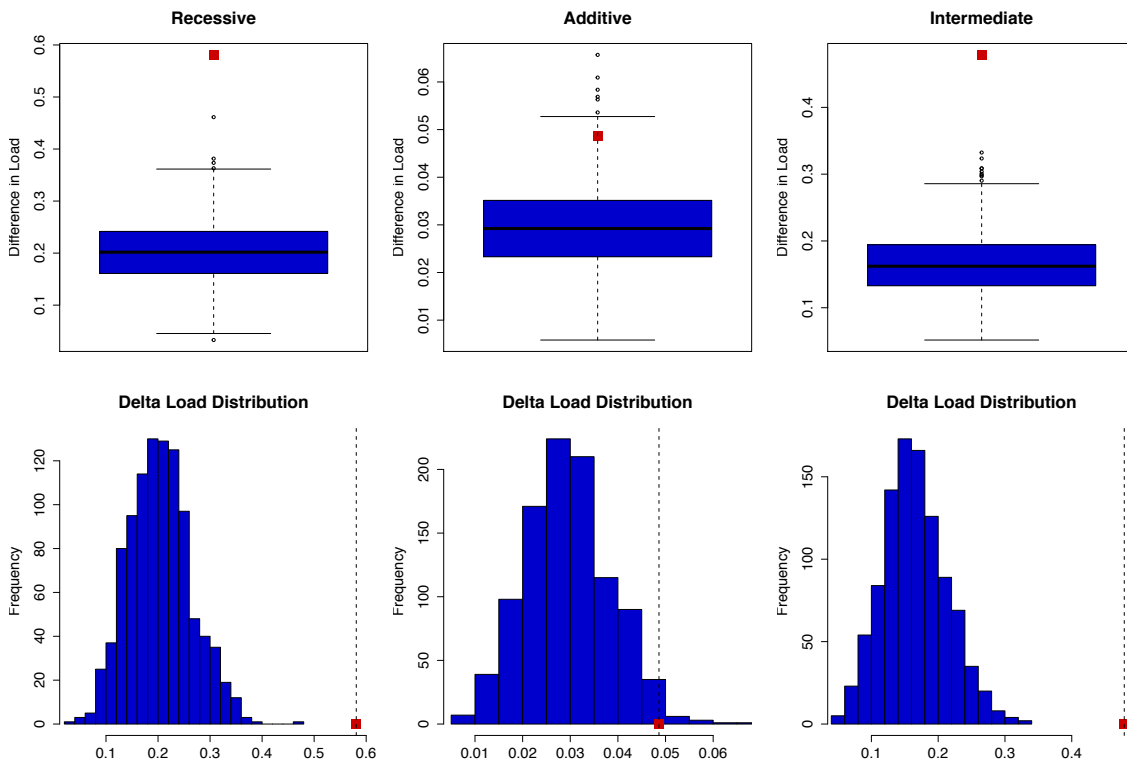 Recessive
Difference in Load
0.1 0.2 0.3 0.4 0.5 0.6
Additive
Difference in Load
0.01 0.02 0.03 0.04 0.05 0.06
Intermediate
Difference in Load
0.1 0.2 0.3 0.4
Delta Load Distribution
Frequency
0 20 40 60 80 100 120
0.1 0.2 0.3 0.4 0.5 0.6
Delta Load Distribution
Frequency
0 50 100 150 200
0.01 0.02 0.03 0.04 0.05 0.06
Delta Load Distribution
Frequency
0 50 100 150
0.1 0.2 0.3 0.4